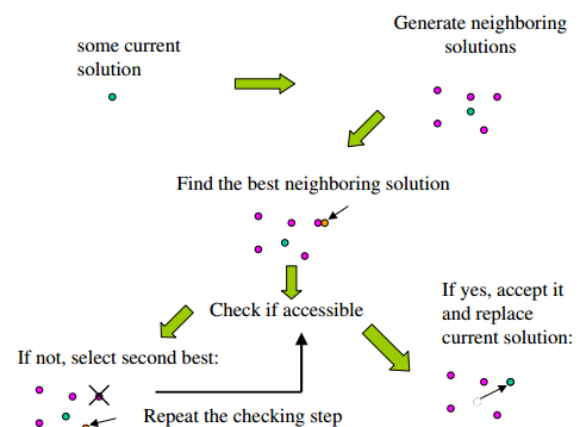 some current
solution
Generate neighboring
solutions
Find the best neighboring solution
Check if accessible
If yes, accept it
and replace
current solution:
If not, select second best:
Repeat the checking step